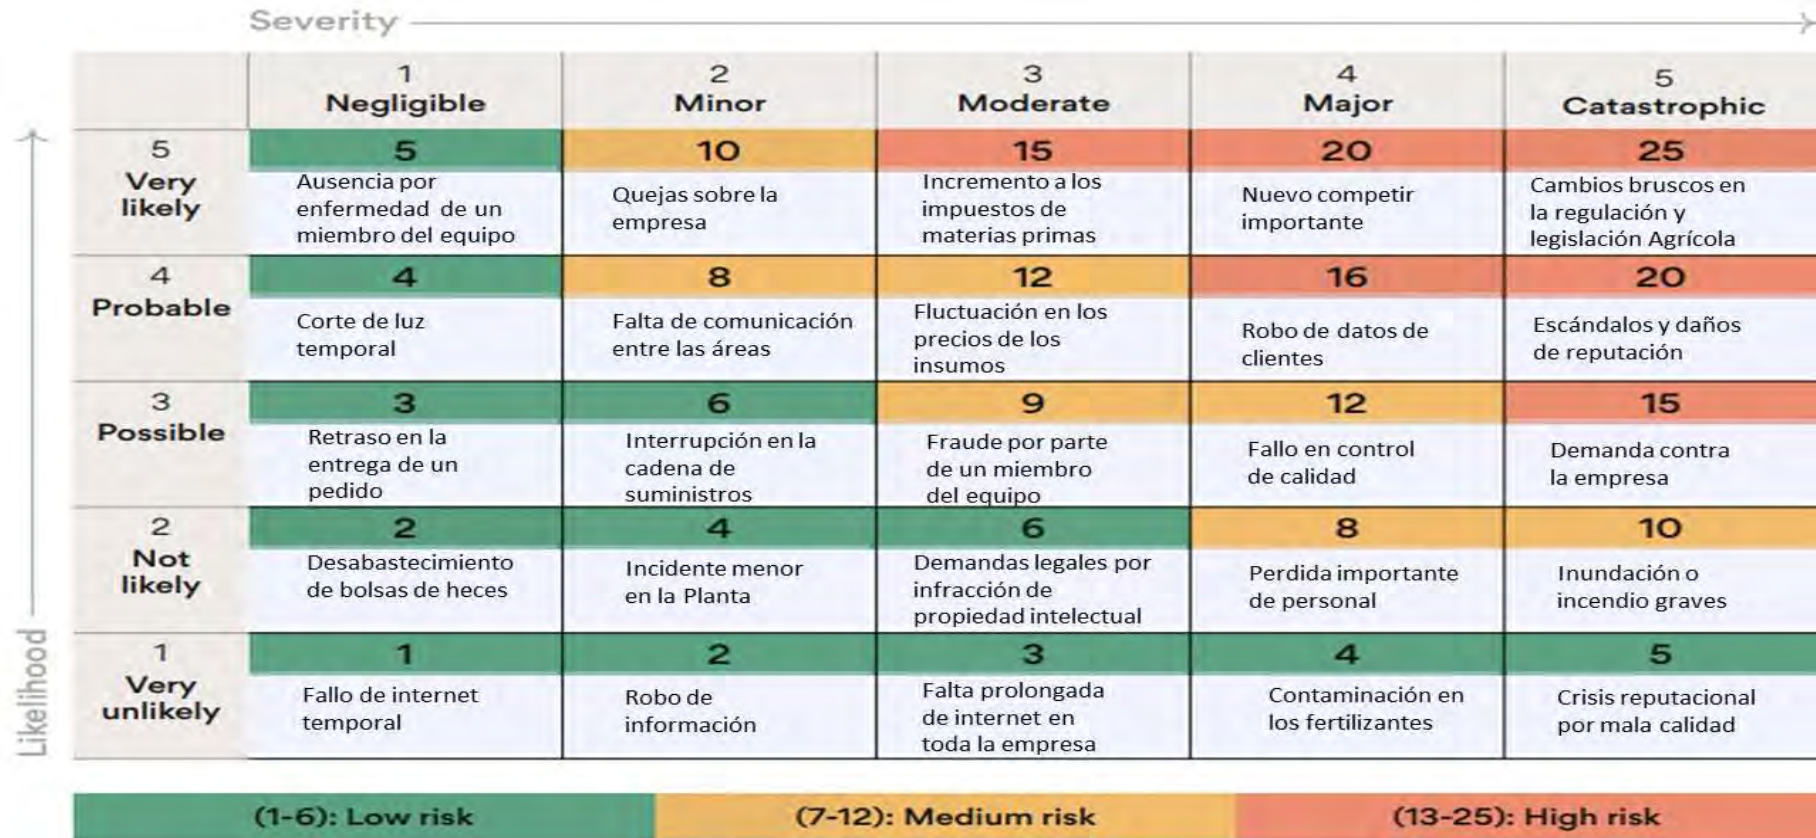 Severity
1
Negligible
2
Minor
3
Moderate
4
Major
5
Catastrophic
Likelihood
5
Very
likely
5
Ausencia por
enfermedad de un
miembro del equipo
10
Quejas sobre la
empresa
15
Incremento a los
impuestos de
materias primas
20
Nuevo competir
importante
25
Cambios bruscos en
la regulación y
legislación Agrícola
4
Probable
4
Corte de luz
temporal
8
Falta de comunicación
entre las áreas
12
Fluctuación en los
precios de los
insumos
16
Robo de datos de
clientes
20
Escándalos y daños
de reputación
3
Possible
3
Retraso en la
entrega de un
pedido
6
Interrupción en la
cadena de
suministros
9
Fraude por parte
de un miembro
del equipo
12
Fallo en control
de calidad
15
Demanda contra
la empresa
2
Not
likely
2
Desabastecimiento
de bolsas de heces
4
Incidente menor
en la Planta
6
Demandas legales por
infracción de
propiedad intelectual
8
Perdida importante
de personal
10
Inundación o
incendio graves
1
Very
unlikely
1
Fallo de internet
temporal
2
Robo de
información
3
Falta prolongada
de internet en
toda la empresa
4
Contaminación en
los fertilizantes
5
Crisis reputacional
por mala calidad
(1-6): Low risk
(7-12): Medium risk
(13-25): High risk